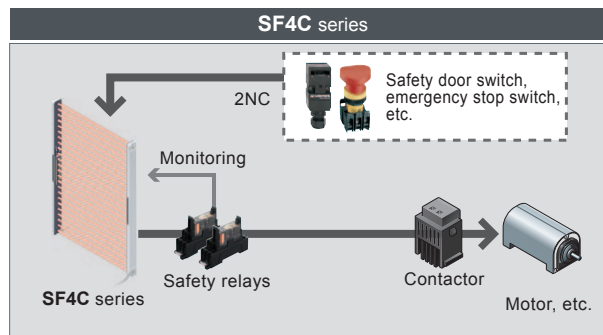 SF4C series
Safety door switch,
emergency stop switch,
etc.
2NC
Monitoring
Safety relays
Contactor
SF4C series
Motor, etc.